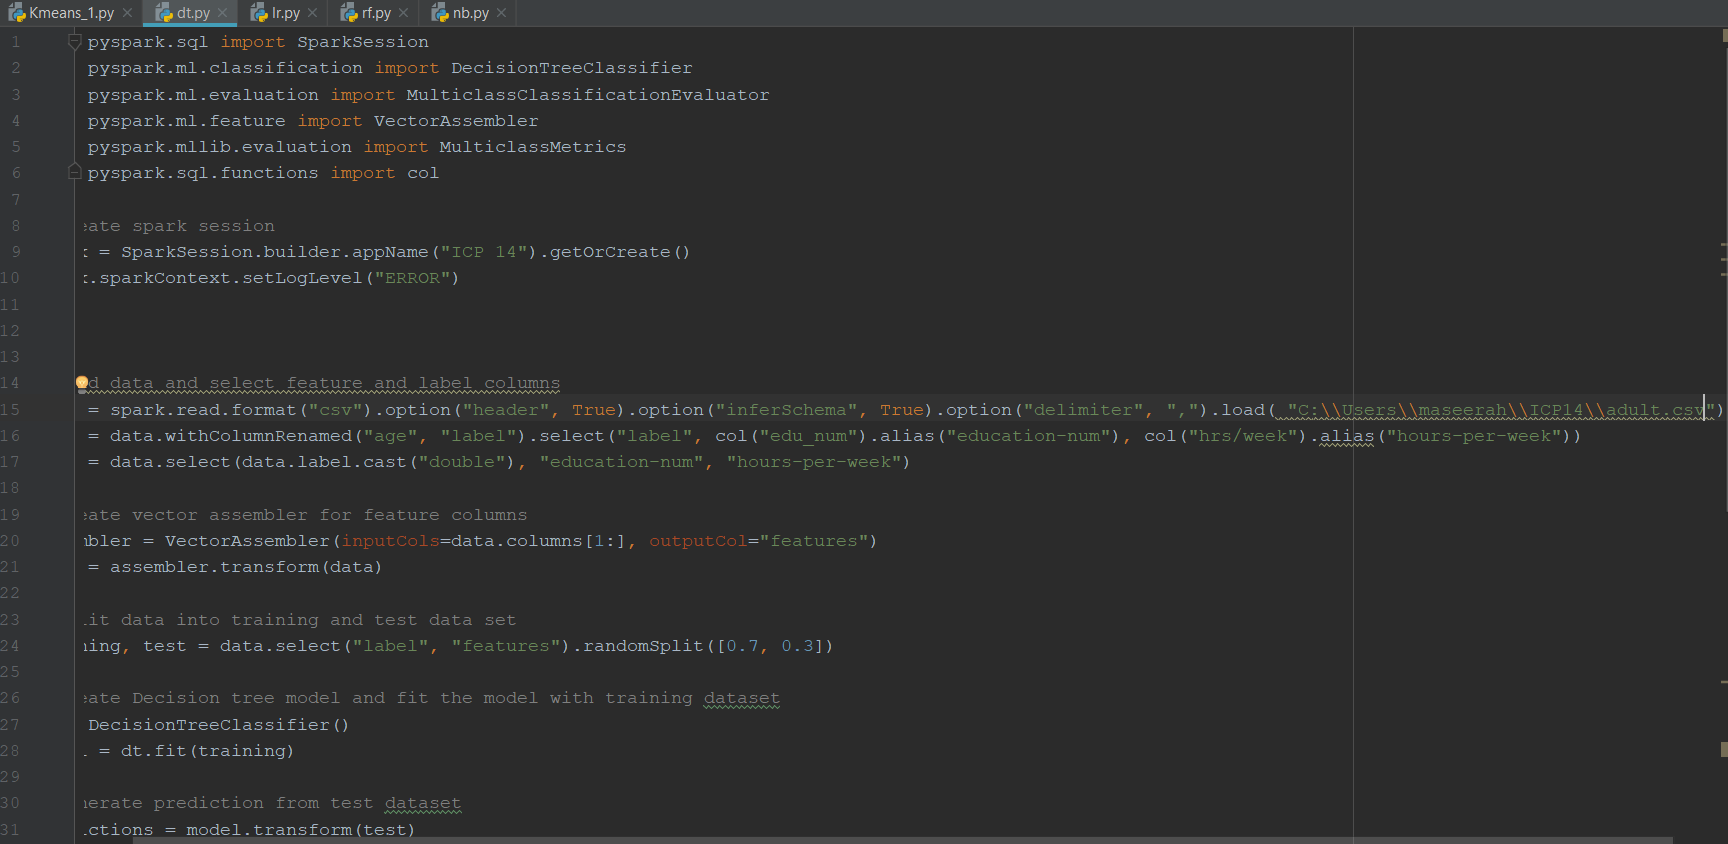 Kmeans_1.py dt.py lr.py rf.py nb.py
1 pyspark.sql import SparkSession
2 pyspark.ml.classification import DecisionTreeClassifier
3 pyspark.ml.evaluation import MulticlassClassificationEvaluator
4 pyspark.ml.feature import VectorAssembler
5 pyspark.mllib.evaluation import MulticlassMetrics
6 pyspark.sql.functions import col
7
8 eate spark session
9 = SparkSession.builder.appName("ICP 14").getOrCreate()
10 .sparkContext.setLogLevel("ERROR")
11
12
13
14 d data and select feature and label columns
15 = spark.read.format("csv").option("header", True).option("inferSchema", True).option("delimiter", ",").load( "C:\\Users\\maseerah\\ICP14\\adult.csv")
16 = data.withColumnRenamed("age", "label").select("label", col("edu_num").alias("education-num"), col("hrs/week").alias("hours-per-week"))
17 = data.select(data.label.cast("double"), "education-num", "hours-per-week")
18
19 eate vector assembler for feature columns
20 mbler = VectorAssembler(inputCols=data.columns[1:], outputCol="features")
21 = assembler.transform(data)
22
23 it data into training and test data set
24 ning, test = data.select("label", "features").randomSplit([0.7, 0.3])
25
26 eate Decision tree model and fit the model with training dataset
27 DecisionTreeClassifier()
28 = dt.fit(training)
29
30 nerate prediction from test dataset
31 ictions = model.transform(test)